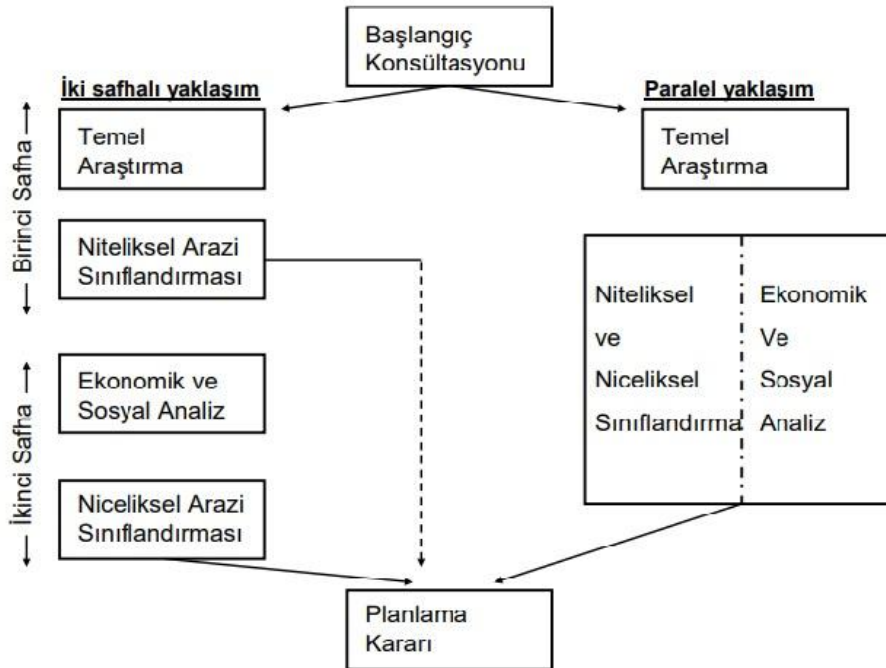 Başlangıç
Konsültasyonu
İki safhalı yaklaşım
Paralel yaklaşım
Birinci Safha
Temel
Araştırma
Temel
Araştırma
Niteliksel Arazi
Sınıflandırması
Niteliksel
ve
Niceliksel
Sınıflandırma
Ekonomik
Ve
Sosyal
Analiz
İkinci Safha
Ekonomik ve
Sosyal Analiz
Niceliksel Arazi
Sınıflandırması
Planlama
Kararı